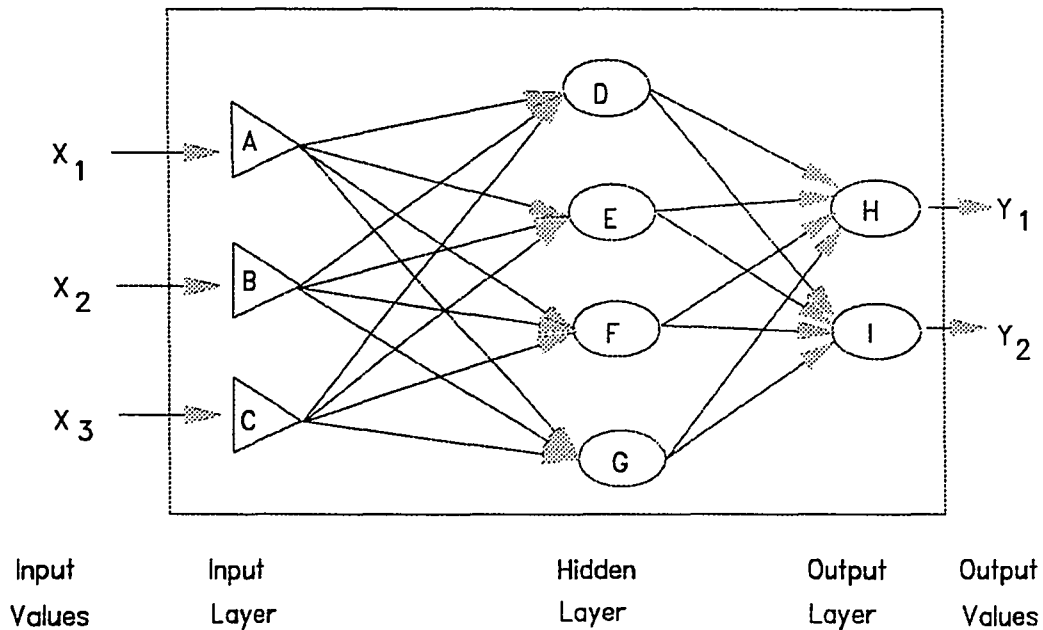 D
A
X1
E
H
Y1
B
X2
F
I
Y2
C
X3
G
Input Input Hidden Output Output
Values Layer Layer Layer Values